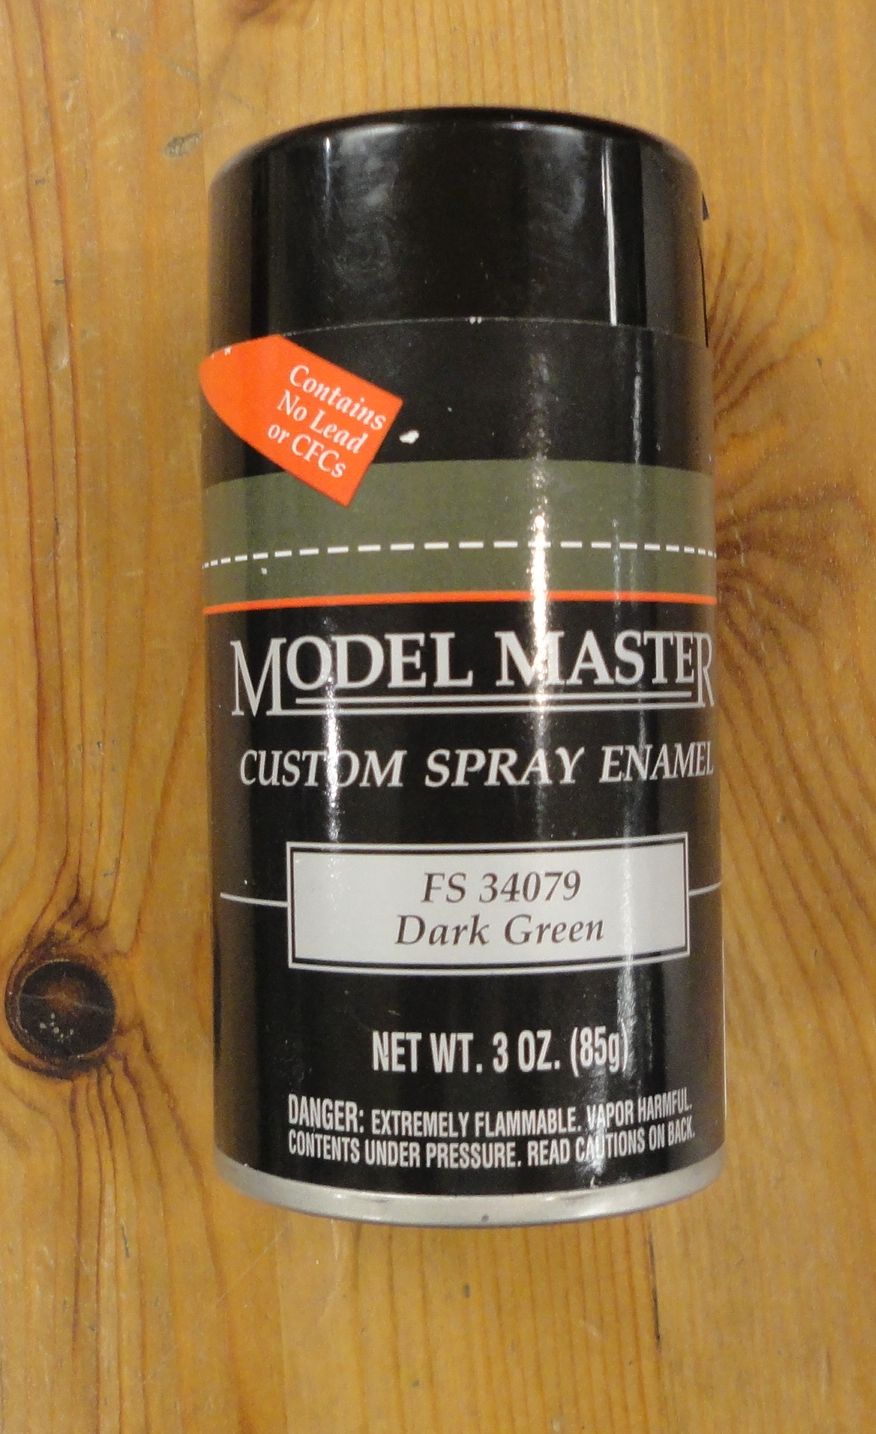 Contains
No Lead
or CFCs
MODEL MASTER
CUSTOM SPRAY ENAMEL
FS 34079
Dark Green
NET WT. 3 OZ. (85g)
DANGER: EXTREMELY FLAMMABLE. VAPOR HARMFUL.
CONTENTS UNDER PRESSURE. READ CAUTIONS ON BACK.